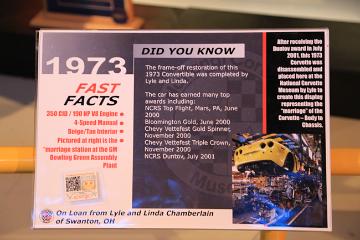 1973
FAST
FACTS
350 CID / 190 HP V8 Engine •
4-Speed Manual •
Beige/Tan Interior •
Pictured at right is the •
"marriage station at the GM
Bowling Green Assembly
Plant
DID YOU KNOW
The frame-off restoration of this
1973 Convertible was completed by
Lyle and Linda.
The car has earned many top
awards including:
NCRS Top Flight, Mars, PA, June
2000
Bloomington Gold, June 2000
Chevy Vettefest Gold Spinner,
November 2000
Chevy Vettefest Triple Crown,
November 2000
NCRS Duntov, July 2001
After receiving the
Duntov award in July
2001, this 1973
Corvette was
disassembled and
placed here at the
National Corvette
Museum by Lyle to
create this display
representing the
"marriage" of the
Corvette – Body to
Chassis.
On Loan from Lyle and Linda Chamberlain
of Swanton, OH